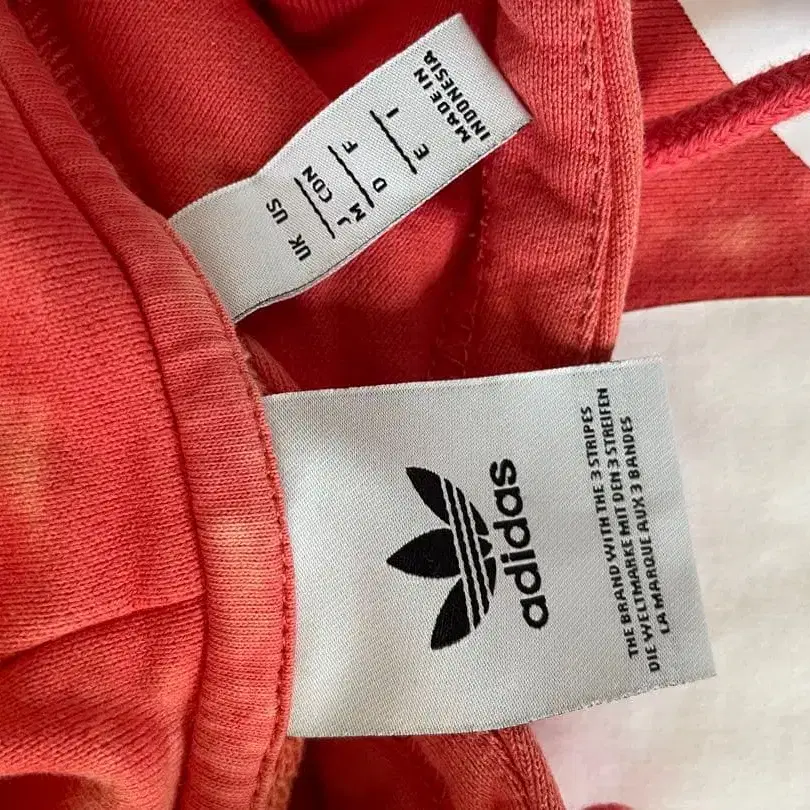 UK US
J CDN
M
D F
E I
MADE IN
INDONESIA
adidas
THE BRAND WITH THE 3 STRIPES
DIE WELTMARKE MIT DEN 3 STREIFEN
LA MARQUE AUX 3 BANDES